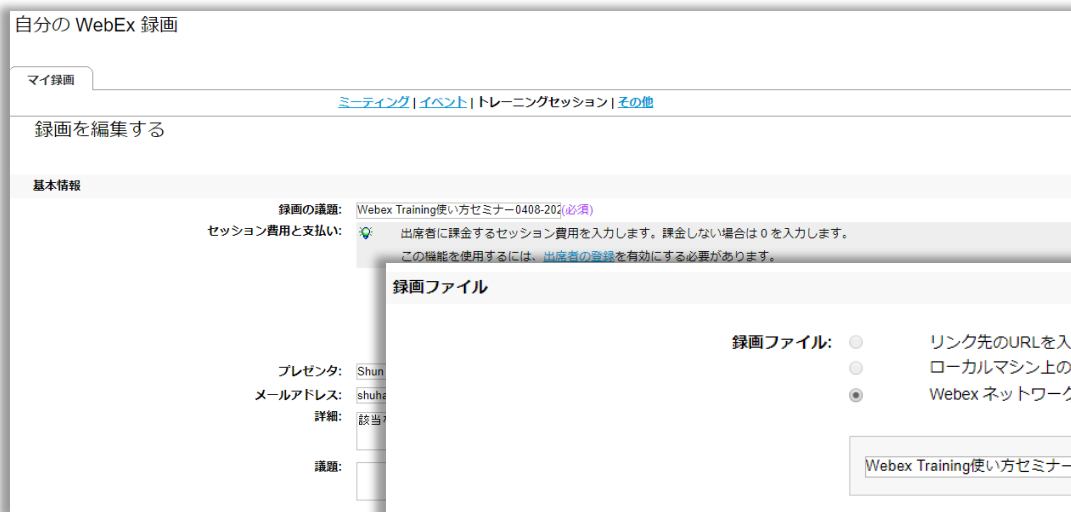 自分の WebEx 録画
マイ録画
ミーティング | イベント | トレーニングセッション | その他
録画を編集する
基本情報
録画の議題: Webex Training使い方セミナー0408-202(必須)
セッション費用と支払い: 出席者に課金するセッション費用を入力します。課金しない場合は 0 を入力します。
この機能を使用するには、出席者の登録を有効にする必要があります。
プレゼンタ: Shun
メールアドレス: shuha
詳細: 該当
議題:
録画ファイル
録画ファイル: リンク先のURLを入
ローカルマシン上の
Webex ネットワーク
Webex Training使い方セミナー